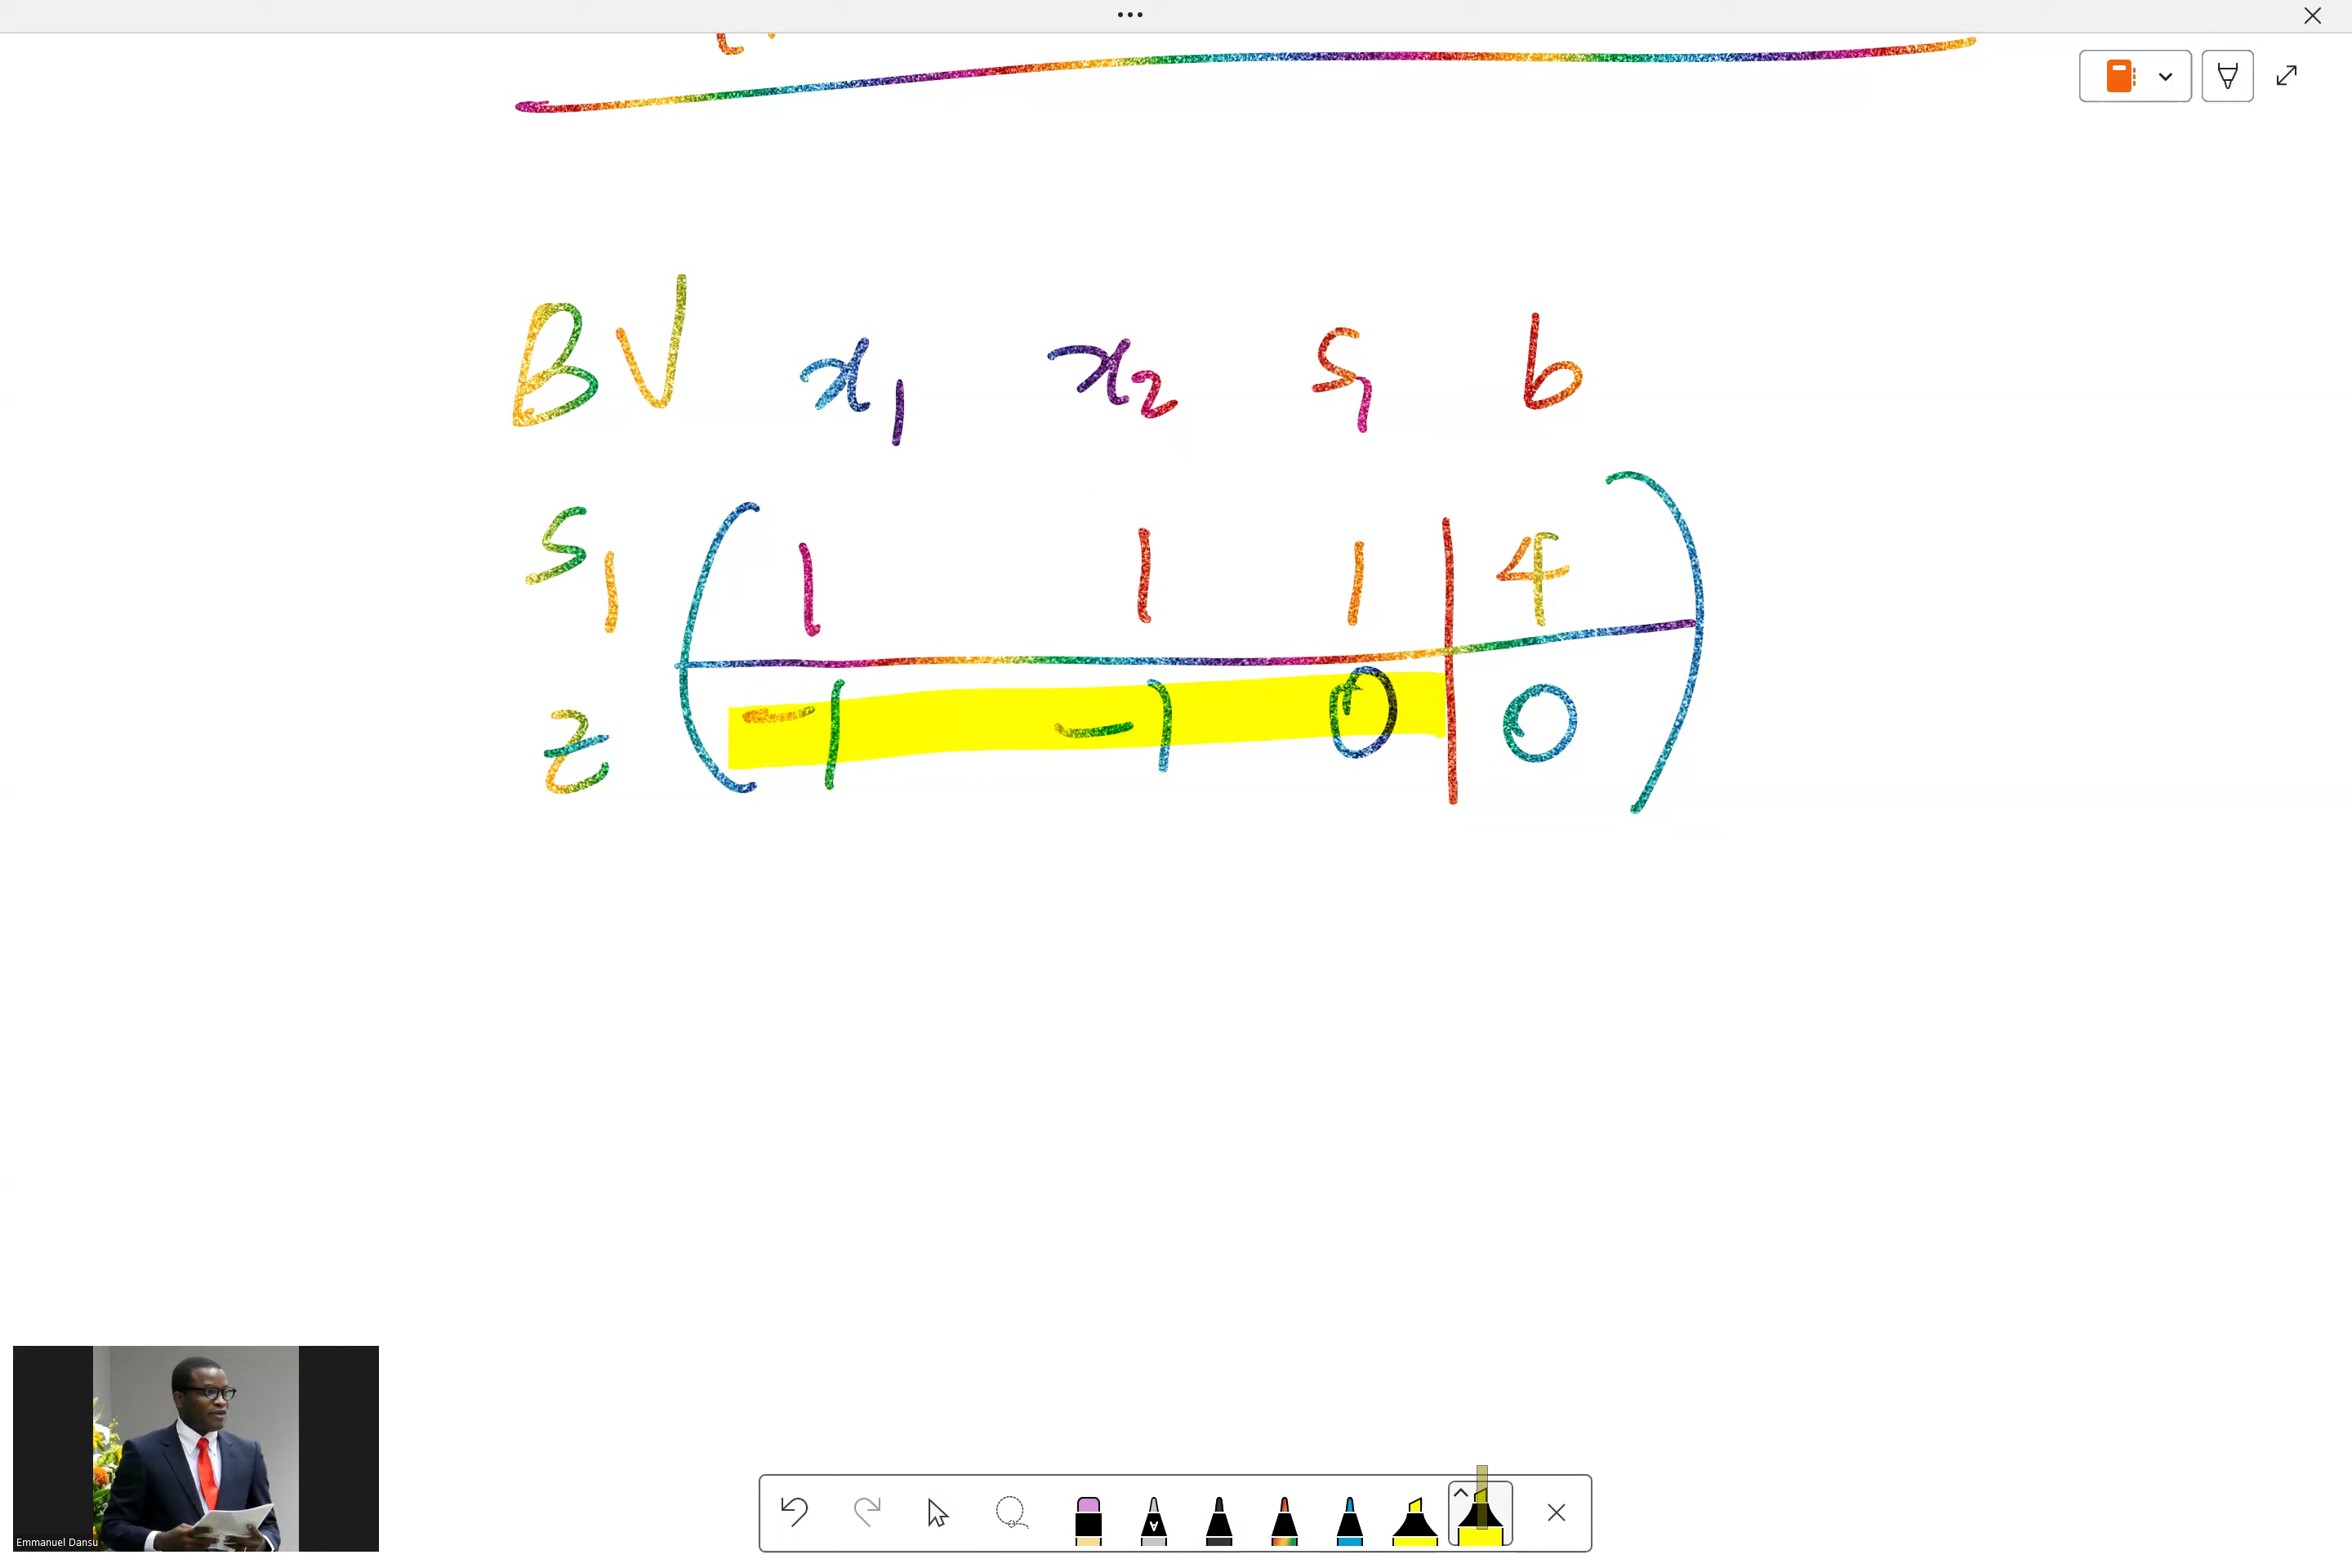 BV x₁ x₂ s₁ b
s₁ 1 1 1 4
z -1 -1 0 0
Emmanuel Dansu